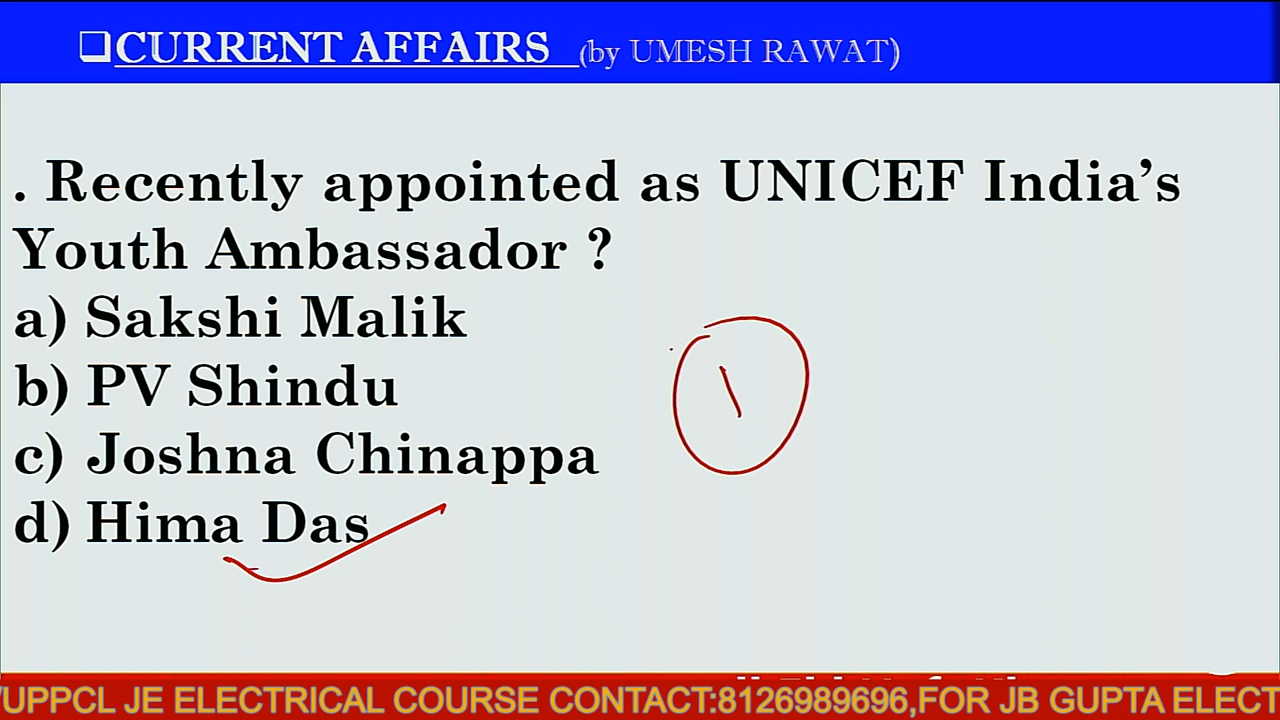 ❑CURRENT AFFAIRS (by UMESH RAWAT)
. Recently appointed as UNICEF India’s
Youth Ambassador ?
a) Sakshi Malik
b) PV Shindu
c) Joshna Chinappa
d) Hima Das
/UPPCL JE ELECTRICAL COURSE CONTACT:8126989696,FOR JB GUPTA ELECT